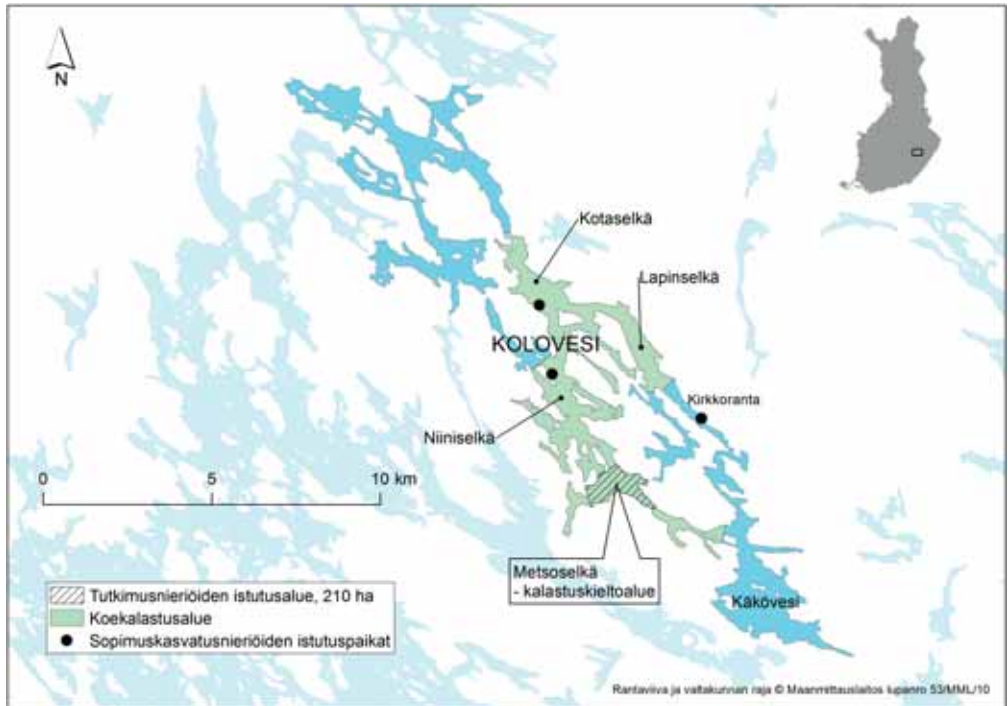 N
Kotaselkä
Lapinselkä
KOLOVESI
Kirkkoranta
Niiniselkä
0 5 10 km
Metsoselkä
- kalastuskieltoalue
Käkövesi
Tutkimusnieriöiden istutusalue, 210 ha
Koekalastusalue
Sopimuskasvatusnieriöiden istutuspaikat
Rantaviiva ja valtakunnan raja © Maanmittauslaitos lupanro 53/MML/10